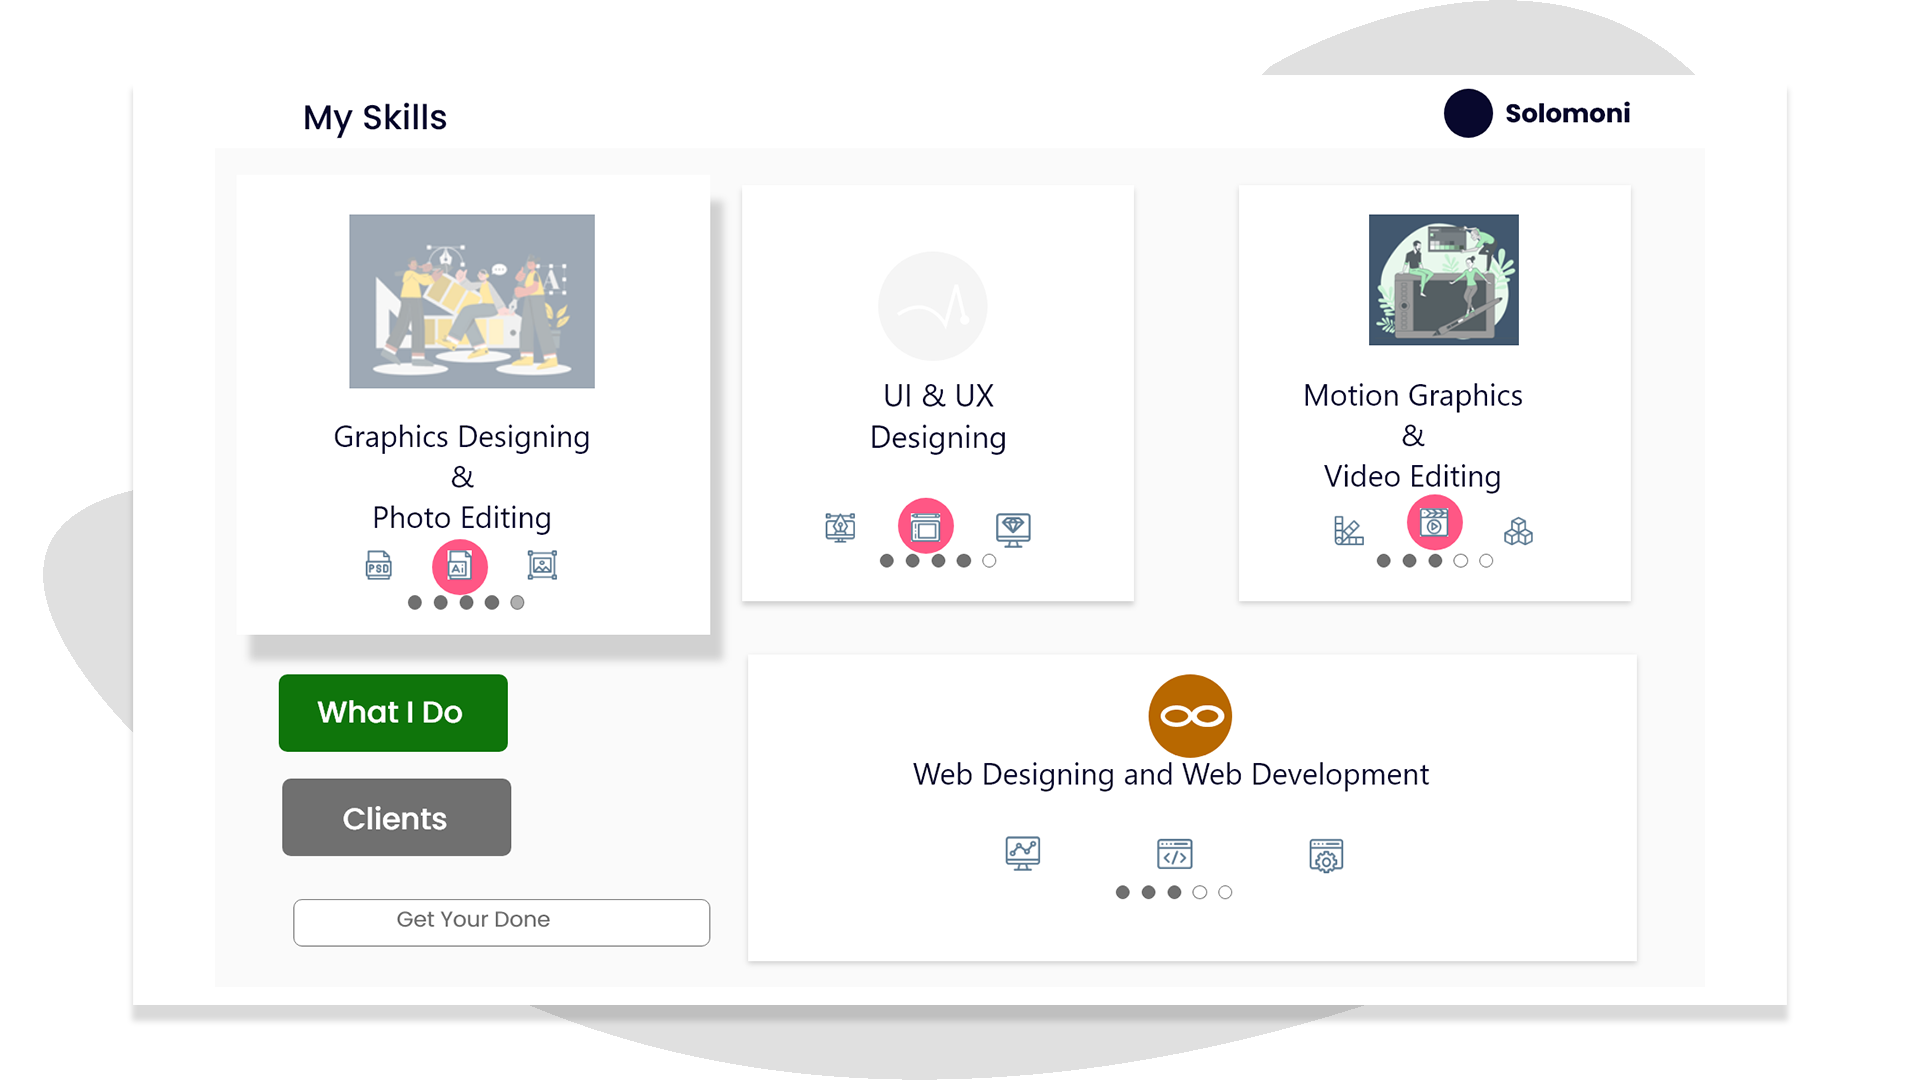 My Skills
Solomoni
A
Graphics Designing
&
Photo Editing
PSD
Ai
UI & UX
Designing
Motion Graphics
&
Video Editing
What I Do
Clients
Get Your Done
Web Designing and Web Development
</>